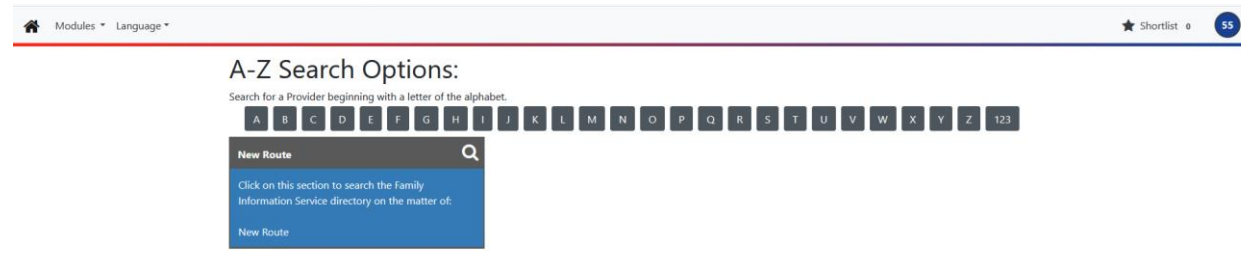 Modules Language Shortlist 0 55
A-Z Search Options:
Search for a Provider beginning with a letter of the alphabet.
A B C D E F G H I J K L M N O P Q R S T U V W X Y Z 123
New Route
Click on this section to search the Family
Information Service directory on the matter of:
New Route